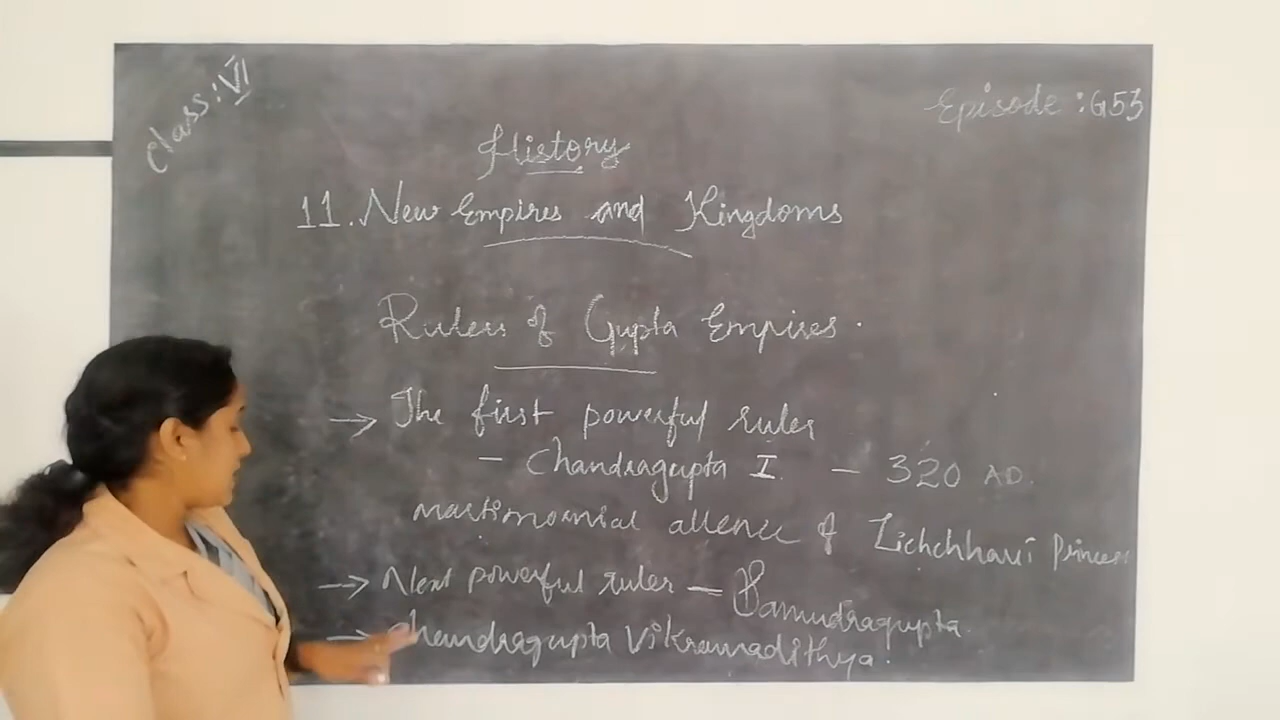 Class: VI
Episode: G53
History
11. New Empires and Kingdoms
Rulers of Gupta Empires.
→ The first powerful ruler
- Chandragupta I. - 320 AD.
martimornial allence of Lichchhavi Princess
→ Next powerful ruler - Samudragupta.
→ Chandragupta Vikramadithya.